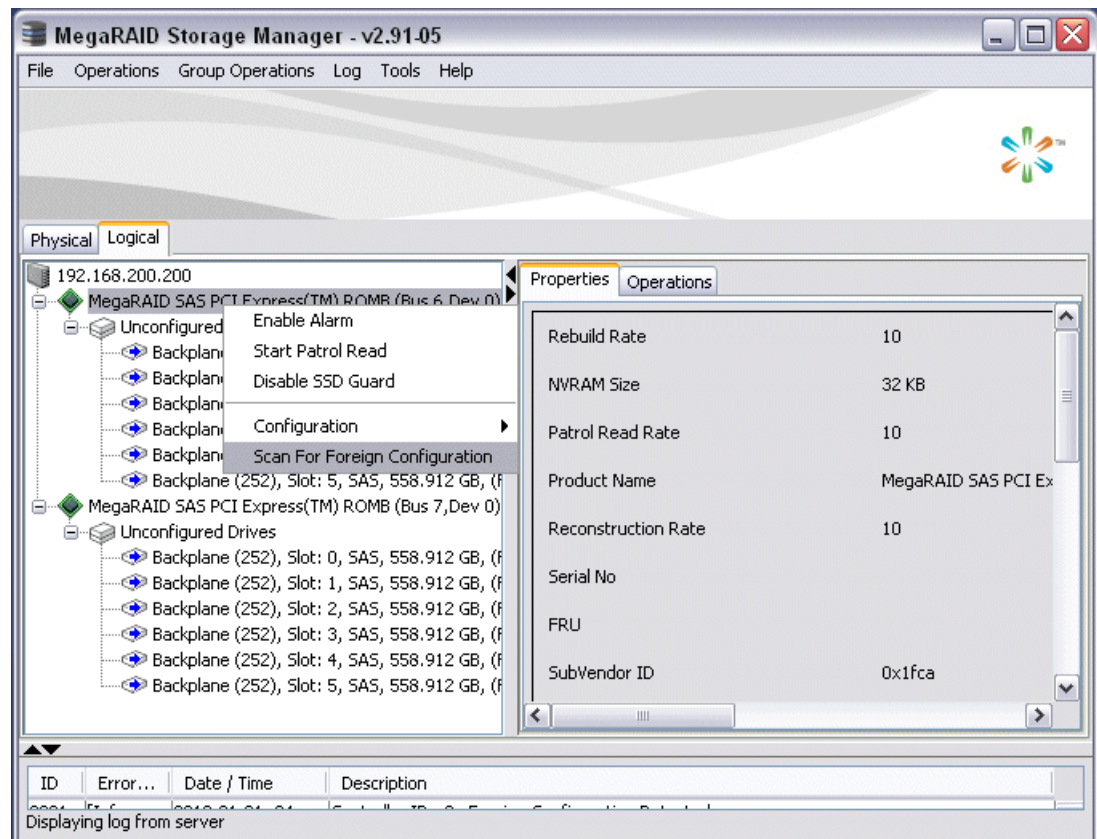 MegaRAID Storage Manager - v2.91-05
File Operations Group Operations Log Tools Help
TM
Physical Logical
192.168.200.200
MegaRAID SAS PCI Express(TM) ROMB (Bus 6,Dev 0)
Unconfigured
Backplan
Backplan
Backplan
Backplan
Backplan
Backplane (252), Slot: 5, SAS, 558.912 GB, (F
MegaRAID SAS PCI Express(TM) ROMB (Bus 7,Dev 0)
Unconfigured Drives
Backplane (252), Slot: 0, SAS, 558.912 GB, (F
Backplane (252), Slot: 1, SAS, 558.912 GB, (F
Backplane (252), Slot: 2, SAS, 558.912 GB, (F
Backplane (252), Slot: 3, SAS, 558.912 GB, (F
Backplane (252), Slot: 4, SAS, 558.912 GB, (F
Backplane (252), Slot: 5, SAS, 558.912 GB, (F
Enable Alarm
Start Patrol Read
Disable SSD Guard
Configuration
Scan For Foreign Configuration
Properties Operations
Rebuild Rate 10
NVRAM Size 32 KB
Patrol Read Rate 10
Product Name MegaRAID SAS PCI Ex
Reconstruction Rate 10
Serial No
FRU
SubVendor ID 0x1fca
ID Error... Date / Time Description
Displaying log from server